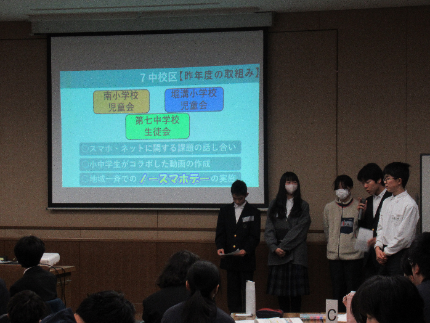 7中校区【昨年度の取組み】
南小学校
児童会
堀溝小学校
児童会
第七中学校
生徒会
○スマホ・ネットに関する課題の話し合い
○小中学生がコラボした動画の作成
○地域一斉での ノースマホデー の実施
C